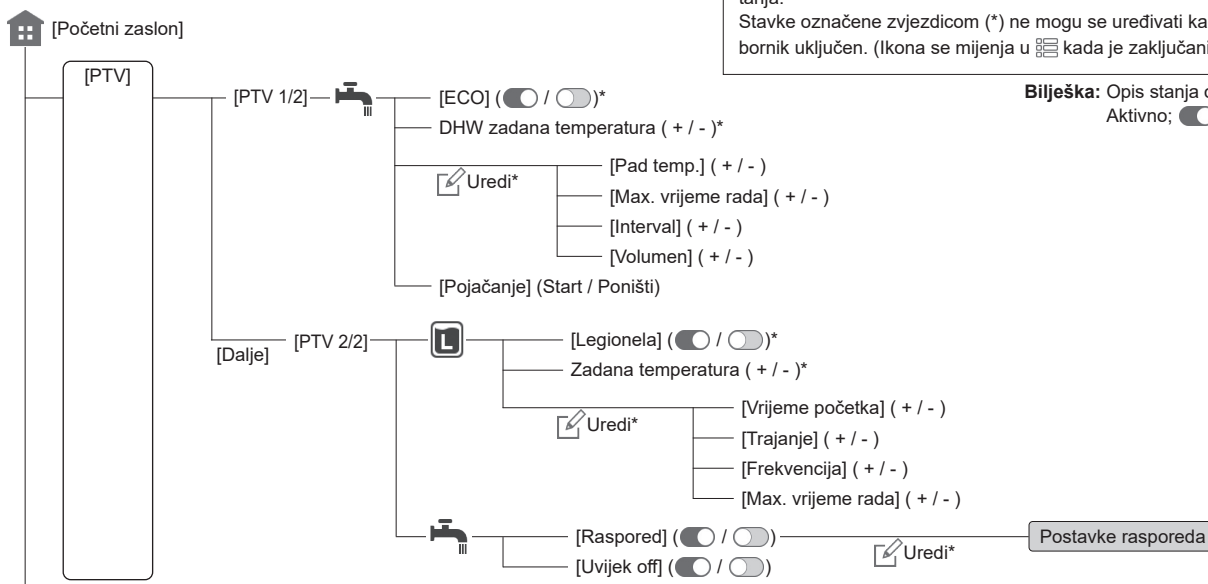 tanja.
Stavke označene zvjezdicom (*) ne mogu se uređivati ka
bornik uključen. (Ikona se mijenja u kada je zaključani
Bilješka: Opis stanja
Aktivno;
[Početni zaslon]
[PTV]
[PTV 1/2]
[ECO] ( / )*
DHW zadana temperatura ( + / - )*
Uredi*
[Pad temp.] ( + / - )
[Max. vrijeme rada] ( + / - )
[Interval] ( + / - )
[Volumen] ( + / - )
[Pojačanje] (Start / Poništi)
[Dalje]
[PTV 2/2]
L
[Legionela] ( / )*
Zadana temperatura ( + / - )*
Uredi*
[Vrijeme početka] ( + / - )
[Trajanje] ( + / - )
[Frekvencija] ( + / - )
[Max. vrijeme rada] ( + / - )
[Raspored] ( / )
Uredi*
Postavke rasporeda
[Uvijek off] ( / )